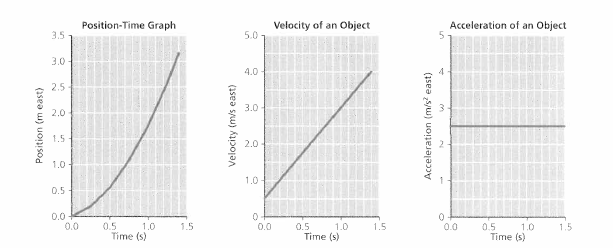 Position-Time Graph
3.5
3.0
2.5
2.0
1.5
1.0
0.5
0.0
Position (m east)
0.0 0.5 1.0 1.5
Time (s)
Velocity of an Object
5.0
4.0
3.0
2.0
1.0
0.0
Velocity (m/s east)
0.0 0.5 1.0 1.5
Time (s)
Acceleration of an Object
5
4
3
2
1
0
Acceleration (m/s² east)
0.0 0.5 1.0 1.5
Time (s)